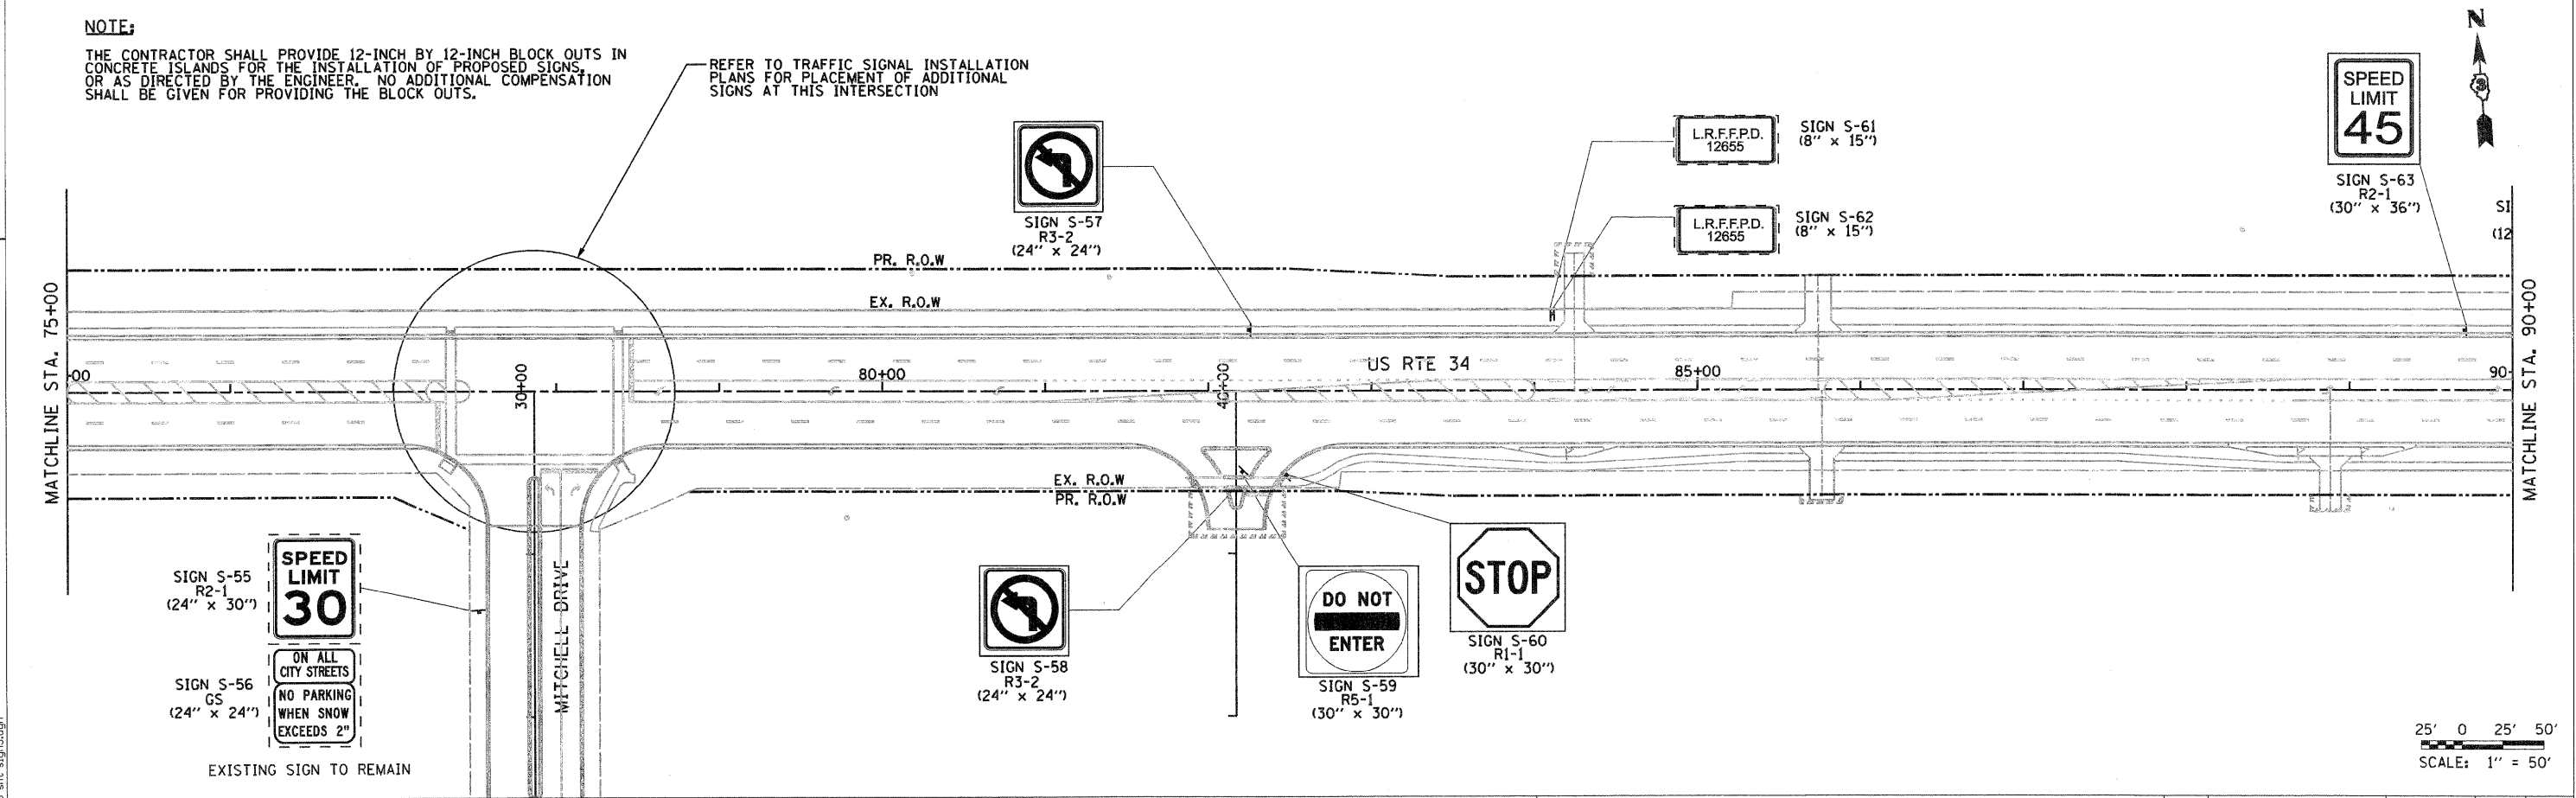 NOTE:
THE CONTRACTOR SHALL PROVIDE 12-INCH BY 12-INCH BLOCK OUTS IN
CONCRETE ISLANDS FOR THE INSTALLATION OF PROPOSED SIGNS,
OR AS DIRECTED BY THE ENGINEER. NO ADDITIONAL COMPENSATION
SHALL BE GIVEN FOR PROVIDING THE BLOCK OUTS.
REFER TO TRAFFIC SIGNAL INSTALLATION
PLANS FOR PLACEMENT OF ADDITIONAL
SIGNS AT THIS INTERSECTION
SIGN S-57
R3-2
(24" x 24")
L.R.F.F.P.D.
12655
SIGN S-61
(8" x 15")
L.R.F.F.P.D.
12655
SIGN S-62
(8" x 15")
SPEED
LIMIT
45
SIGN S-63
R2-1
(30" x 36")
N
3
SI
(12
PR. R.O.W
EX. R.O.W
MATCHLINE STA. 75+00
00
30+00
80+00
40+00
US RTE 34
85+00
90
MATCHLINE STA. 90+00
EX. R.O.W
PR. R.O.W
H
SIGN S-55
R2-1
(24" x 30")
SPEED
LIMIT
30
SIGN S-56
GS
(24" x 24")
ON ALL
CITY STREETS
NO PARKING
WHEN SNOW
EXCEEDS 2"
EXISTING SIGN TO REMAIN
MITCHELL DRIVE
SIGN S-58
R3-2
(24" x 24")
DO NOT
ENTER
SIGN S-59
R5-1
(30" x 30")
STOP
SIGN S-60
R1-1
(30" x 30")
25' 0 25' 50'
SCALE: 1" = 50'